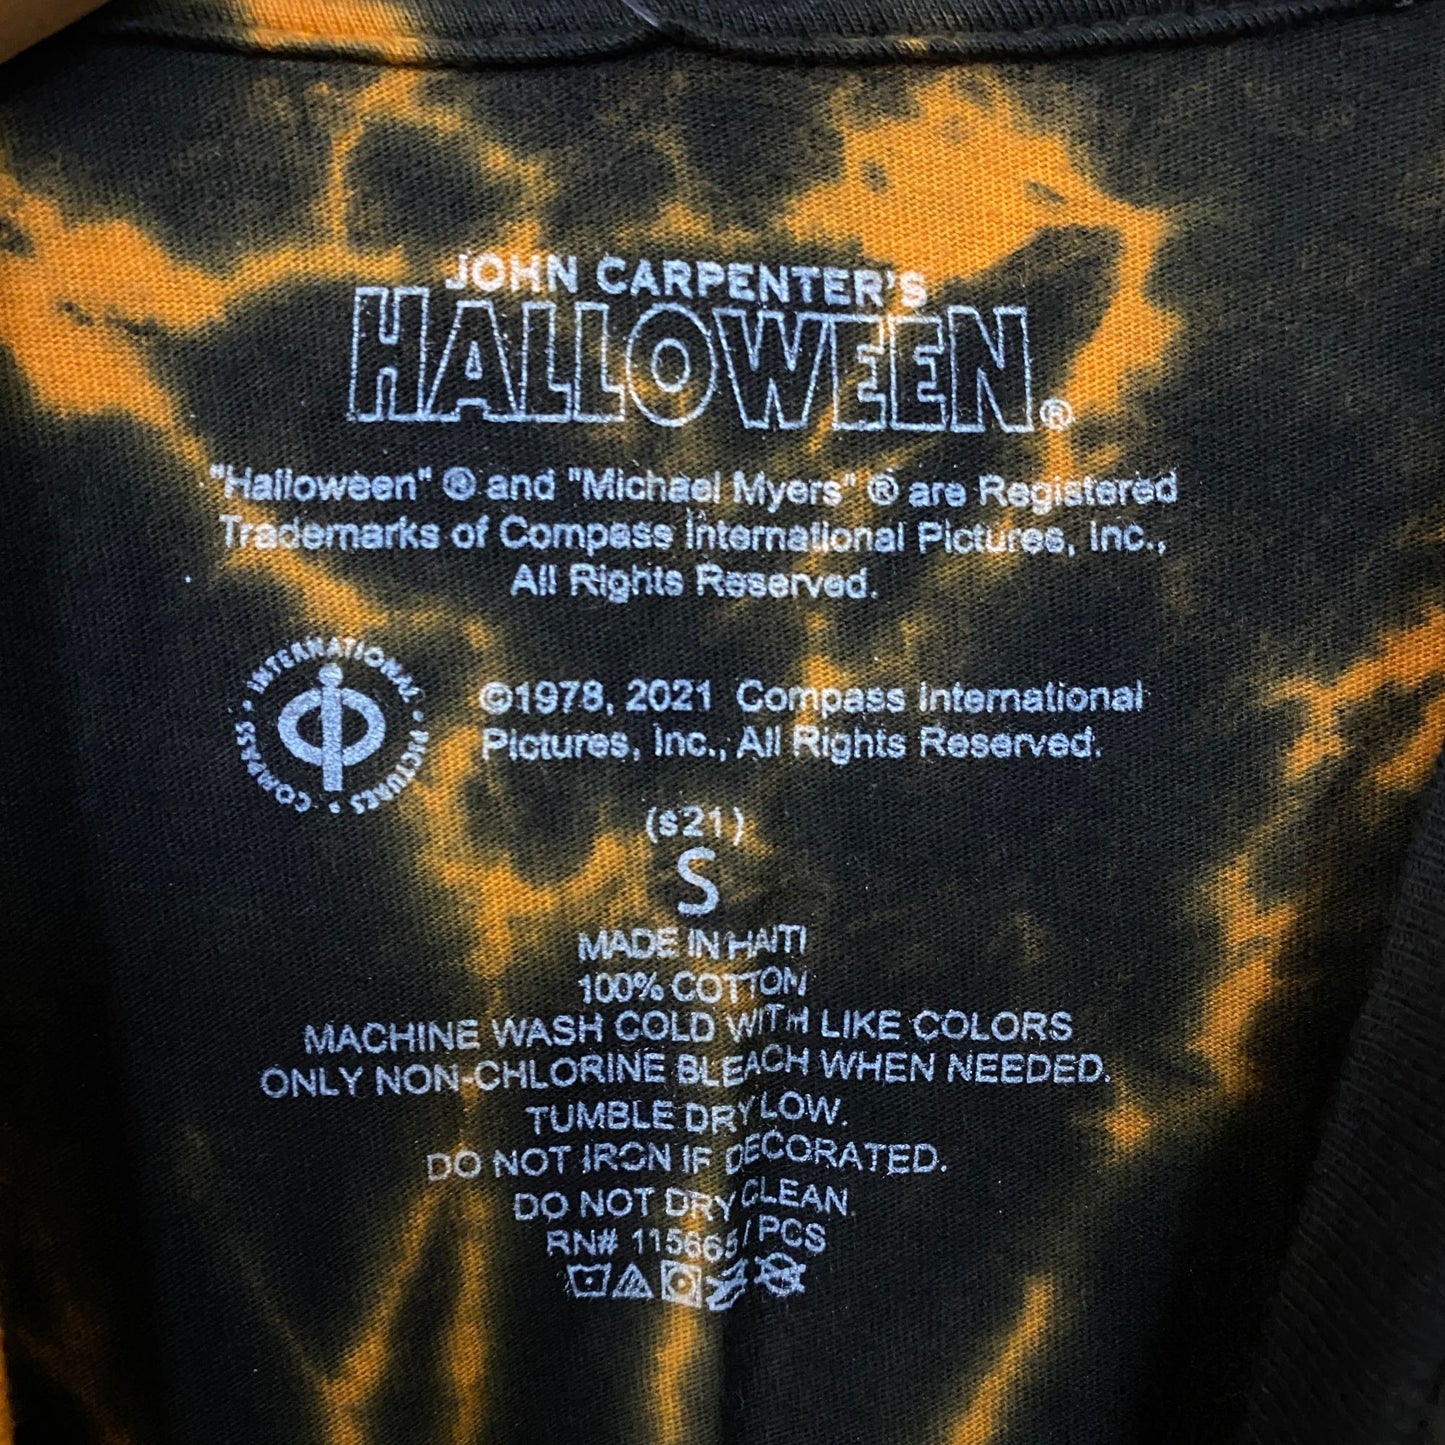 JOHN CARPENTER'S
HALLOWEEN®
"Halloween" ® and "Michael Myers" ® are Registered
Trademarks of Compass International Pictures, Inc.,
All Rights Reserved.
COMPASS • INTERNATIONAL • PICTURES •
©1978, 2021 Compass International
Pictures, Inc., All Rights Reserved.
(s21)
S
MADE IN HAITI
100% COTTON
MACHINE WASH COLD WITH LIKE COLORS
ONLY NON-CHLORINE BLEACH WHEN NEEDED.
TUMBLE DRY LOW.
DO NOT IRON IF DECORATED.
DO NOT DRY CLEAN.
RN# 115665/ PCS